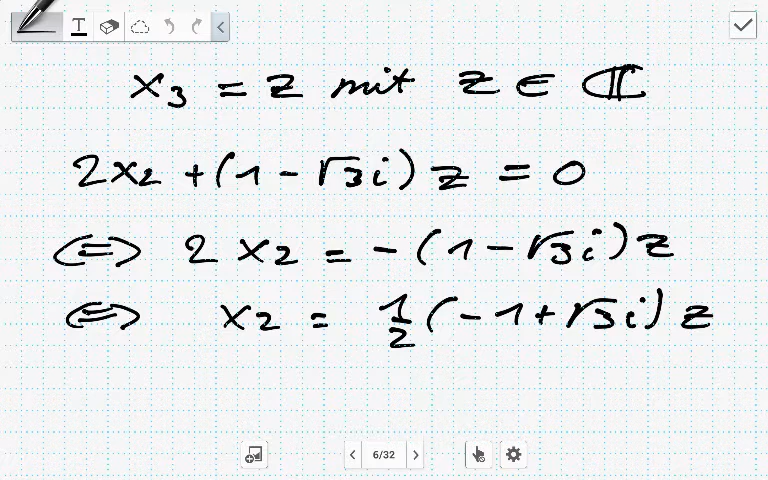 T
x₃ = z mit z ∈ ℂ
2x₂ + (1 - √3i) z = 0
⇔ 2x₂ = -(1 - √3i) z
⇔ x₂ = 1/2 (-1 + √3i) z
6/32